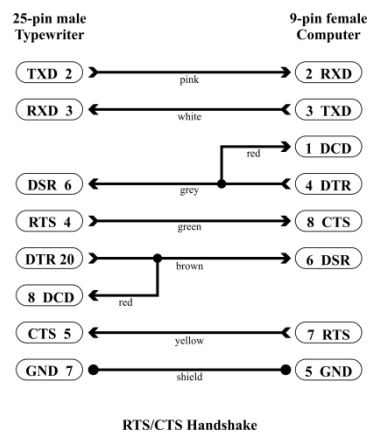 25-pin male 9-pin female
Typewriter Computer
TXD 2 2 RXD
pink
RXD 3 3 TXD
white
1 DCD
red
DSR 6 4 DTR
grey
RTS 4 8 CTS
green
DTR 20 6 DSR
brown
8 DCD
red
CTS 5 7 RTS
yellow
GND 7 5 GND
shield
RTS/CTS Handshake